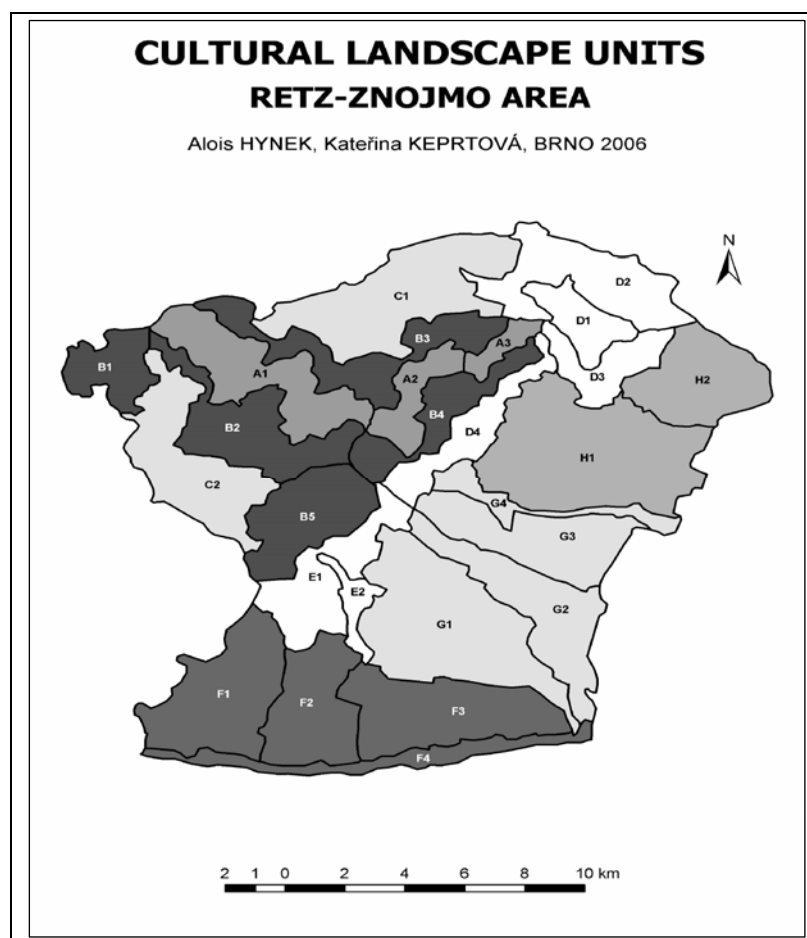 CULTURAL LANDSCAPE UNITS
RETZ-ZNOJMO AREA
Alois HYNEK, Kateřina KEPRTOVÁ, BRNO 2006
N
D2
C1
D1
B3
A3
B1
A1
A2
D3
H2
B4
B2
D4
H1
C2
G4
B5
G3
E1
E2
G2
G1
F1
F2
F3
F4
2 1 0 2 4 6 8 10 km